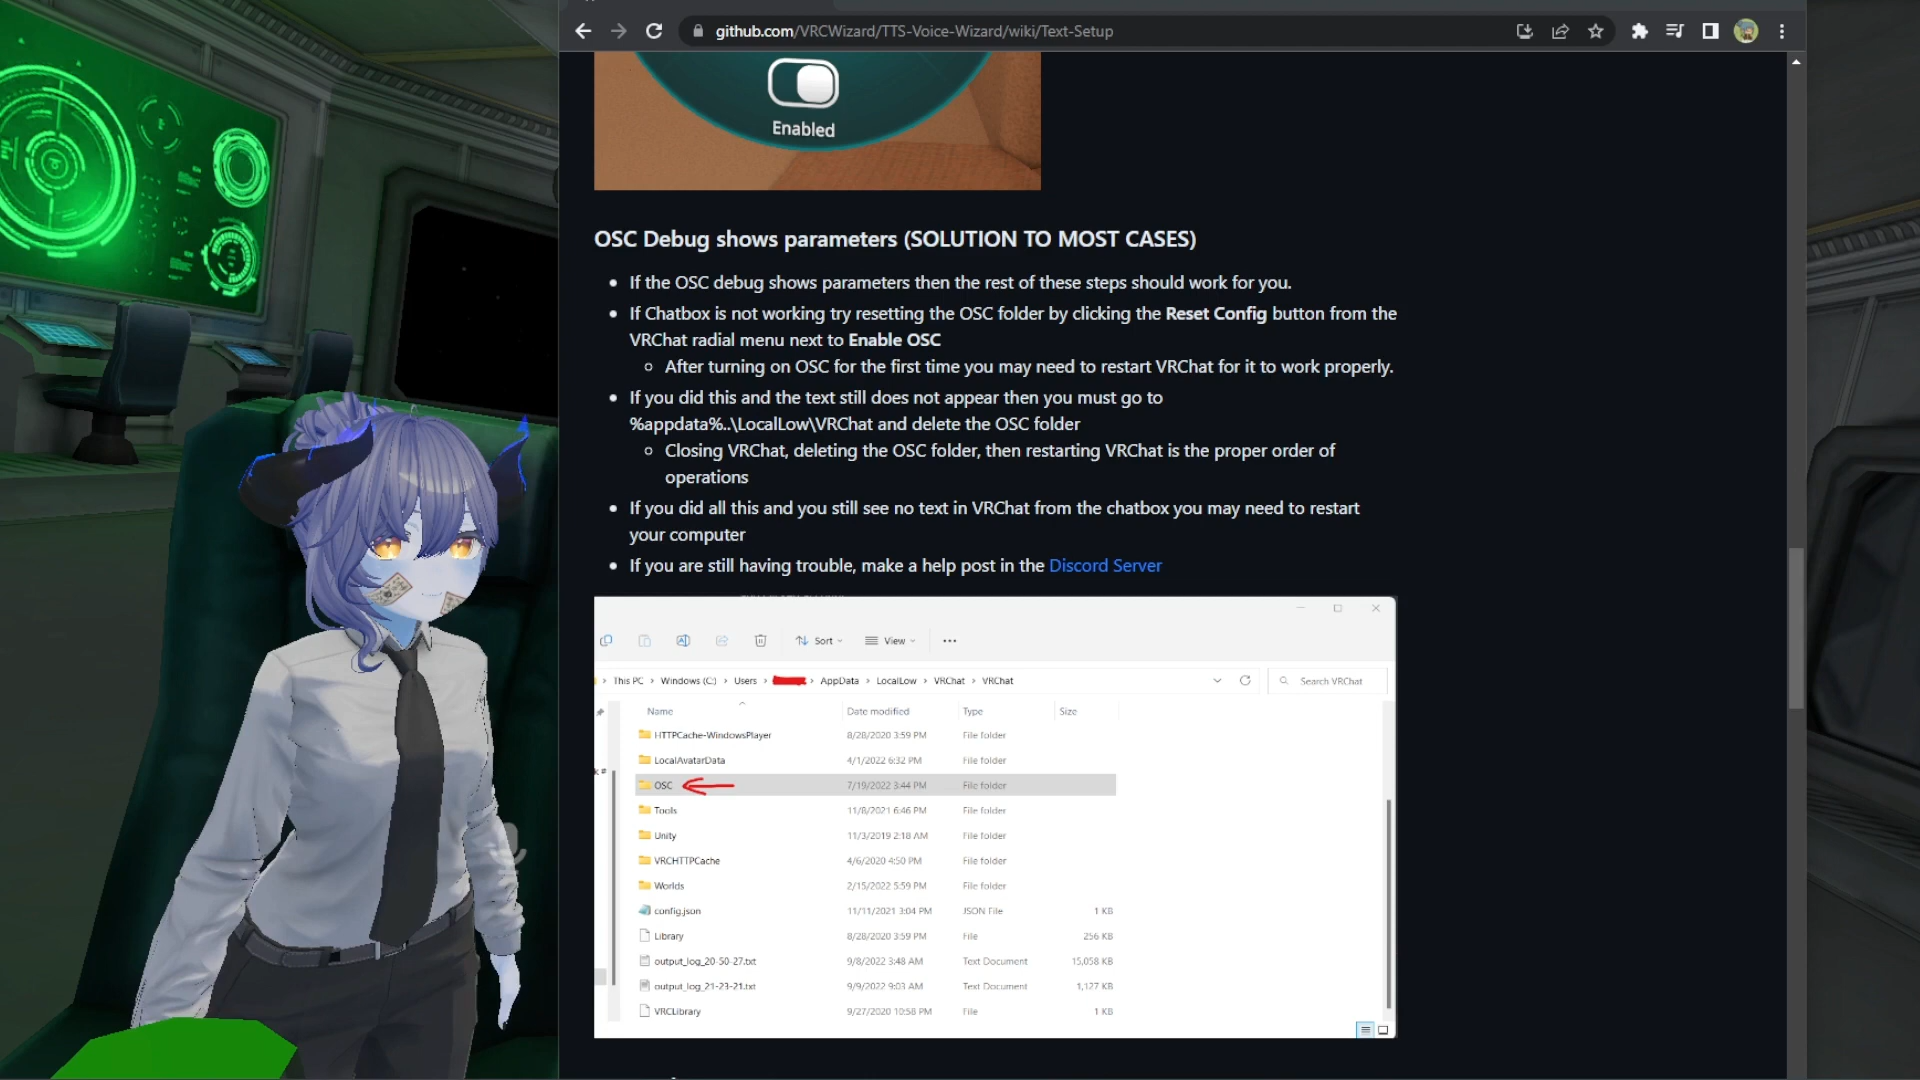 github.com/VRCWizard/TTS-Voice-Wizard/wiki/Text-Setup
Enabled
OSC Debug shows parameters (SOLUTION TO MOST CASES)
If the OSC debug shows parameters then the rest of these steps should work for you.
If Chatbox is not working try resetting the OSC folder by clicking the Reset Config button from the
VRChat radial menu next to Enable OSC
After turning on OSC for the first time you may need to restart VRChat for it to work properly.
If you did this and the text still does not appear then you must go to
%appdata%..\LocalLow\VRChat and delete the OSC folder
Closing VRChat, deleting the OSC folder, then restarting VRChat is the proper order of
operations
If you did all this and you still see no text in VRChat from the chatbox you may need to restart
your computer
If you are still having trouble, make a help post in the Discord Server
Sort View
This PC > Windows (C:) > Users > AppData > LocalLow > VRChat > VRChat Search VRChat
Name Date modified Type Size
HTTPCache-WindowsPlayer 8/28/2020 3:59 PM File folder
LocalAvatarData 4/1/2022 6:32 PM File folder
OSC 7/19/2022 3:44 PM File folder
Tools 11/8/2021 6:46 PM File folder
Unity 11/3/2019 2:18 AM File folder
VRCHTTPCache 4/6/2020 4:50 PM File folder
Worlds 2/15/2022 5:59 PM File folder
config.json 11/11/2021 3:04 PM JSON File 1 KB
Library 8/28/2020 3:59 PM File 256 KB
output_log_20-50-27.txt 9/8/2022 3:48 AM Text Document 15,058 KB
output_log_21-23-21.txt 9/9/2022 9:03 AM Text Document 1,127 KB
VRCLibrary 9/27/2020 10:58 PM File 1 KB